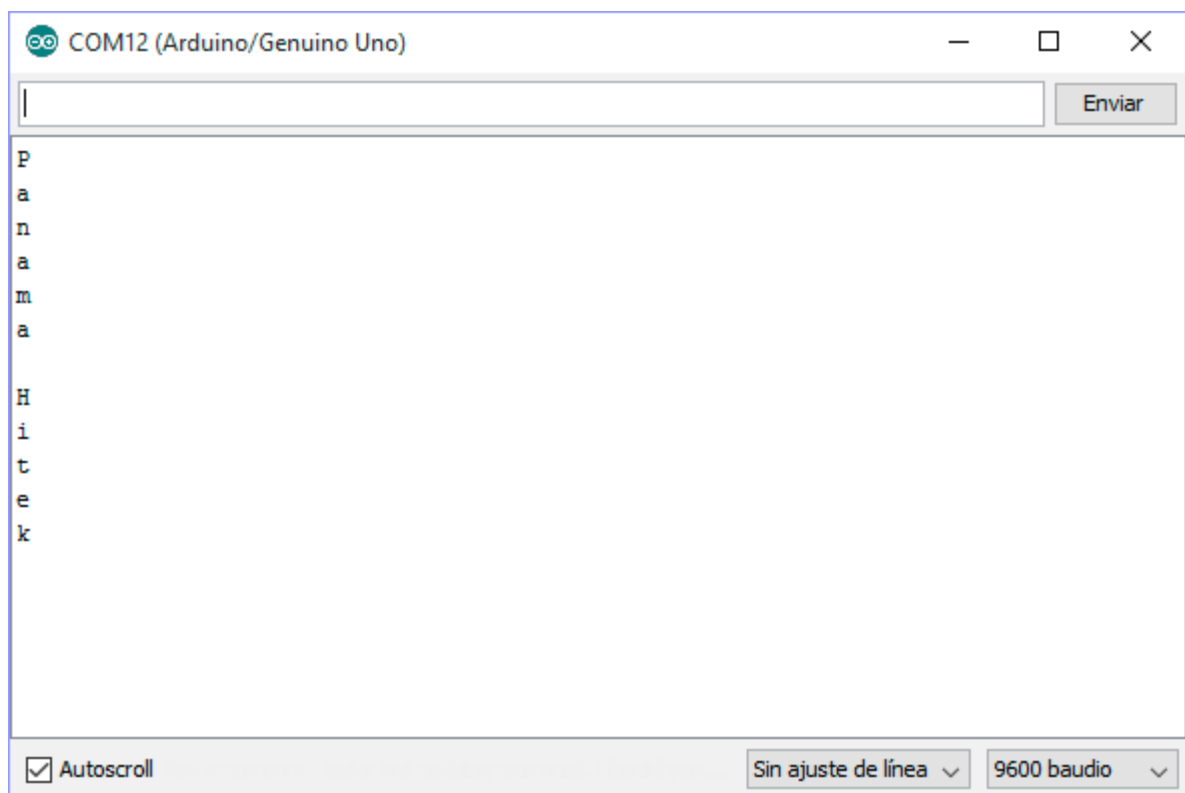 COM12 (Arduino/Genuino Uno)
Enviar
P
a
n
a
m
a

H
i
t
e
k
Autoscroll
Sin ajuste de línea
9600 baudio